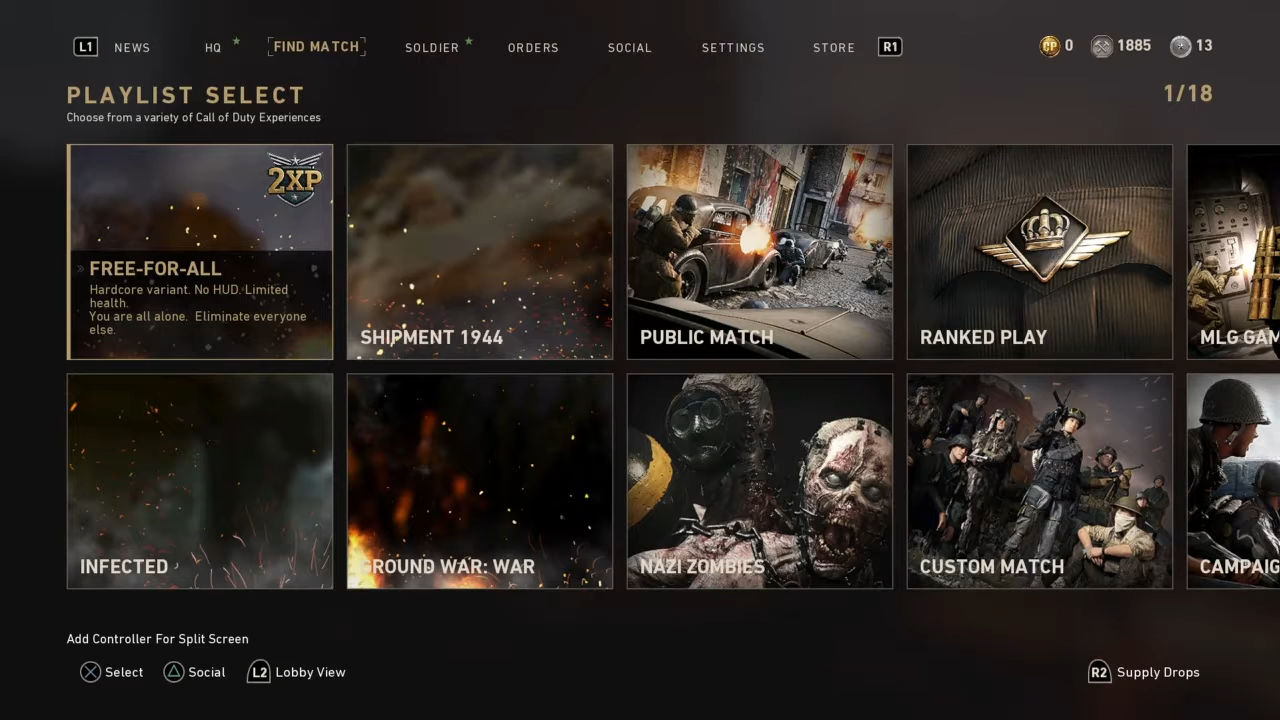 L1 NEWS HQ FIND MATCH SOLDIER ORDERS SOCIAL SETTINGS STORE R1 CP 0 1885 13
PLAYLIST SELECT 1/18
Choose from a variety of Call of Duty Experiences
2XP
FREE-FOR-ALL
Hardcore variant. No HUD. Limited
health.
You are all alone. Eliminate everyone
else.
SHIPMENT 1944
PUBLIC MATCH
RANKED PLAY
MLG GAM
INFECTED
GROUND WAR: WAR
NAZI ZOMBIES
CUSTOM MATCH
CAMPAIG
Add Controller For Split Screen
Select Social L2 Lobby View R2 Supply Drops